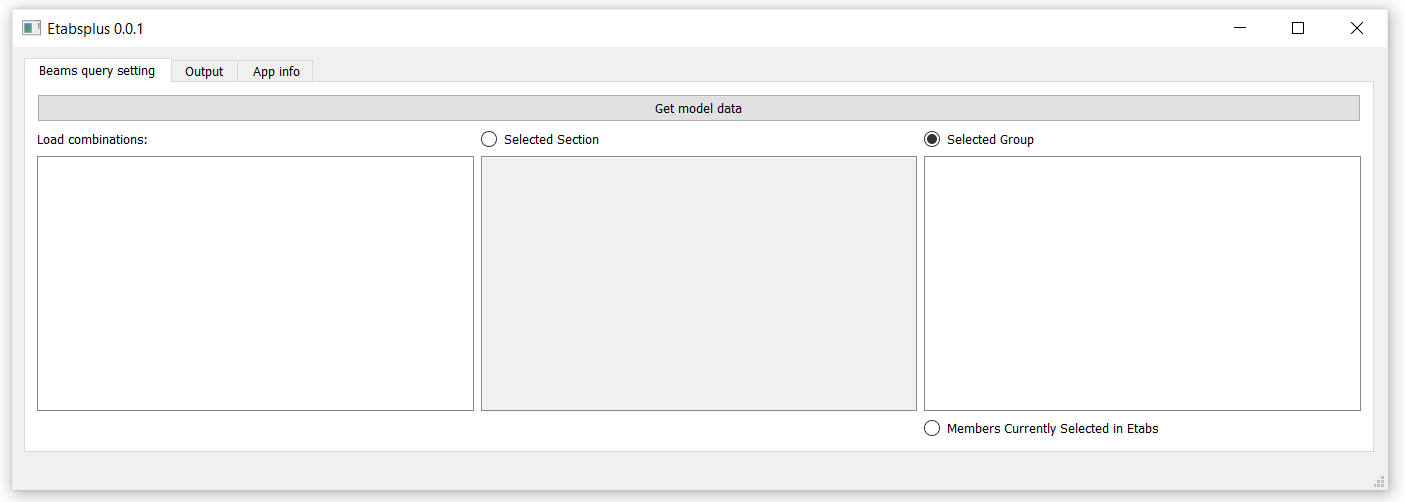 Etabsplus 0.0.1
Beams query setting Output App info
Get model data
Load combinations: Selected Section Selected Group
Members Currently Selected in Etabs